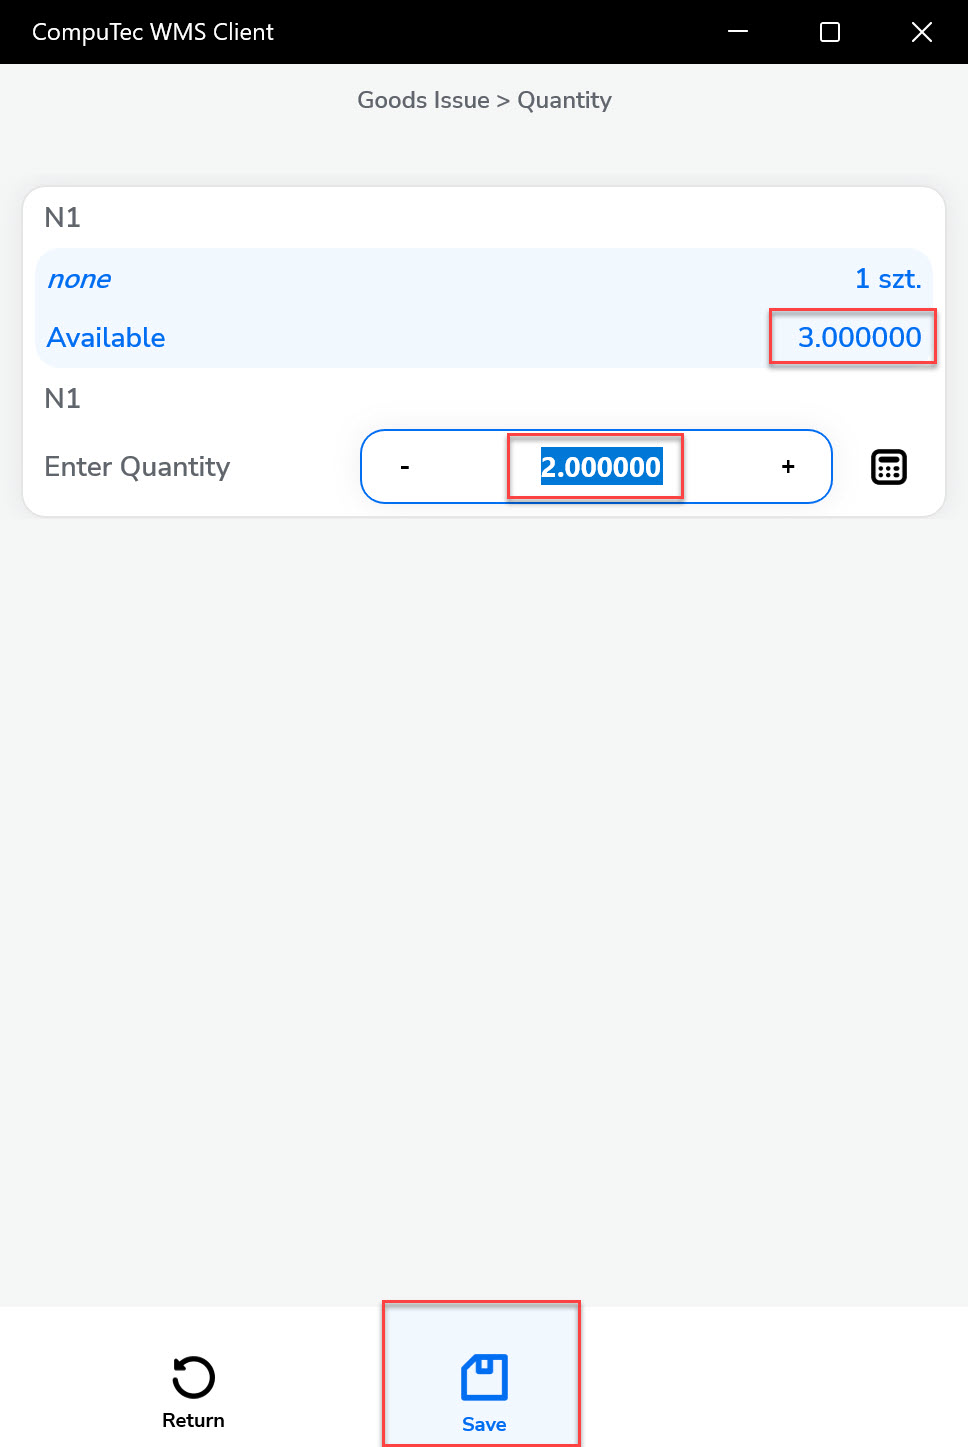 CompuTec WMS Client
Goods Issue > Quantity
N1
none 1 szt.
Available 3.000000
N1
Enter Quantity - 2.000000 +
Return Save